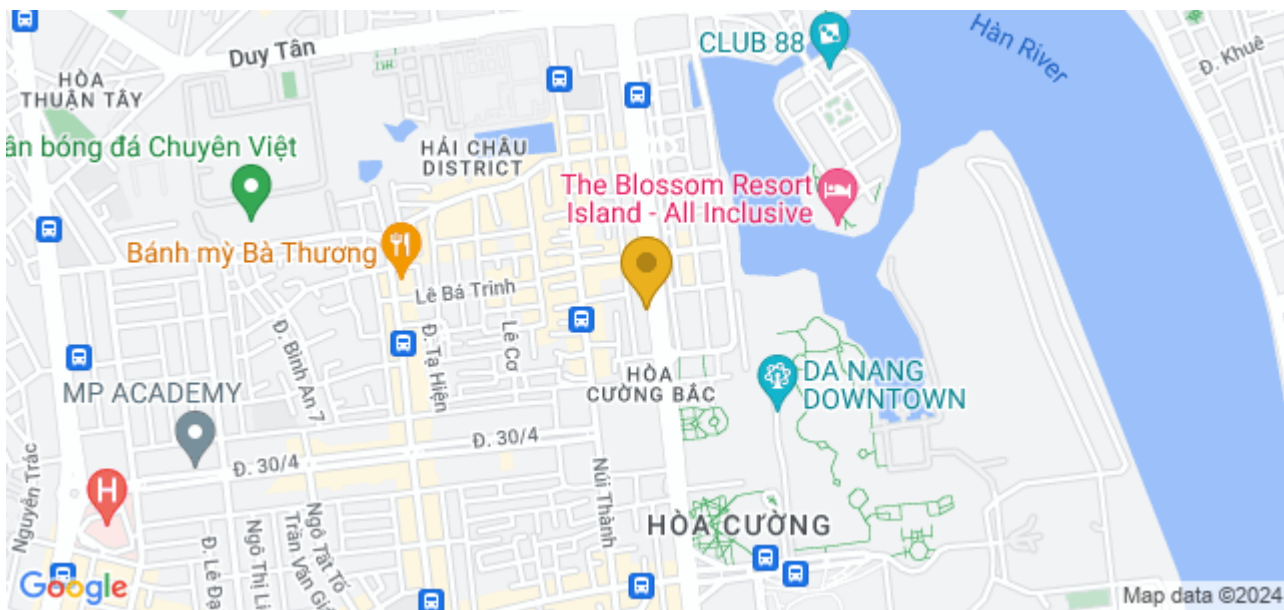 CLUB 88
Hàn River
Duy Tân
Đ. Khuê
HÒA
THUẬN TÂY
ân bóng đá Chuyên Việt
HẢI CHÂU
DISTRICT
The Blossom Resort
Island - All Inclusive
Bánh mỳ Bà Thương
Lê Bá Trinh
Đ. Bình An 7
Đ. Tạ Hiện
Lê Cơ
HÒA
CƯỜNG BẮC
DA NANG
DOWNTOWN
MP ACADEMY
Đ. 30/4
Đ. 30/4
H
Nguyễn Trác
Núi Thành
HÒA CƯỜNG
Đ. Lê Đạ
Ngô Thị Li
Ngô Tất Tố
Trần Văn Giá
Google
Map data ©2024